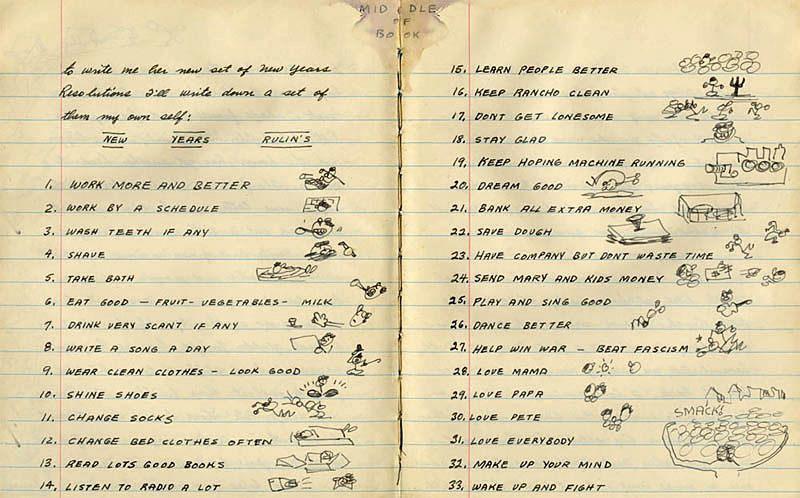 MIDDLE
OF
BOOK
to write me her new set of New Years
Resolutions I'll write down a set of
them my own self:
NEW YEARS RULIN'S
1. WORK MORE AND BETTER
2. WORK BY A SCHEDULE
3. WASH TEETH IF ANY
4. SHAVE
5. TAKE BATH
6. EAT GOOD — FRUIT - VEGETABLES - MILK
7. DRINK VERY SCANT IF ANY
8. WRITE A SONG A DAY
9. WEAR CLEAN CLOTHES — LOOK GOOD
10. SHINE SHOES
11. CHANGE SOCKS
12. CHANGE BED CLOTHES OFTEN
13. READ LOTS GOOD BOOKS
14. LISTEN TO RADIO A LOT
15. LEARN PEOPLE BETTER
16. KEEP RANCHO CLEAN
17. DONT GET LONESOME
18. STAY GLAD
19. KEEP HOPING MACHINE RUNNING
20. DREAM GOOD
21. BANK ALL EXTRA MONEY
22. SAVE DOUGH
23. HAVE COMPANY BUT DONT WASTE TIME
24. SEND MARY AND KIDS MONEY
25. PLAY AND SING GOOD
26. DANCE BETTER
27. HELP WIN WAR — BEAT FASCISM
28. LOVE MAMA
29. LOVE PAPA
30. LOVE PETE
SMACK!
31. LOVE EVERYBODY
32. MAKE UP YOUR MIND
33. WAKE UP AND FIGHT